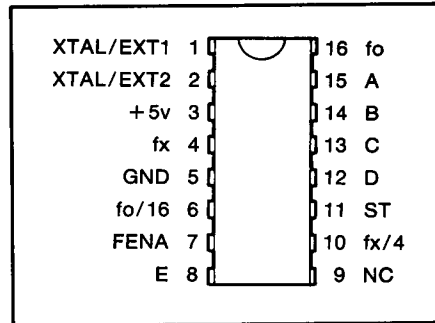 XTAL/EXT1 1 16 fo
XTAL/EXT2 2 15 A
+5v 3 14 B
fx 4 13 C
GND 5 12 D
fo/16 6 11 ST
FENA 7 10 fx/4
E 8 9 NC